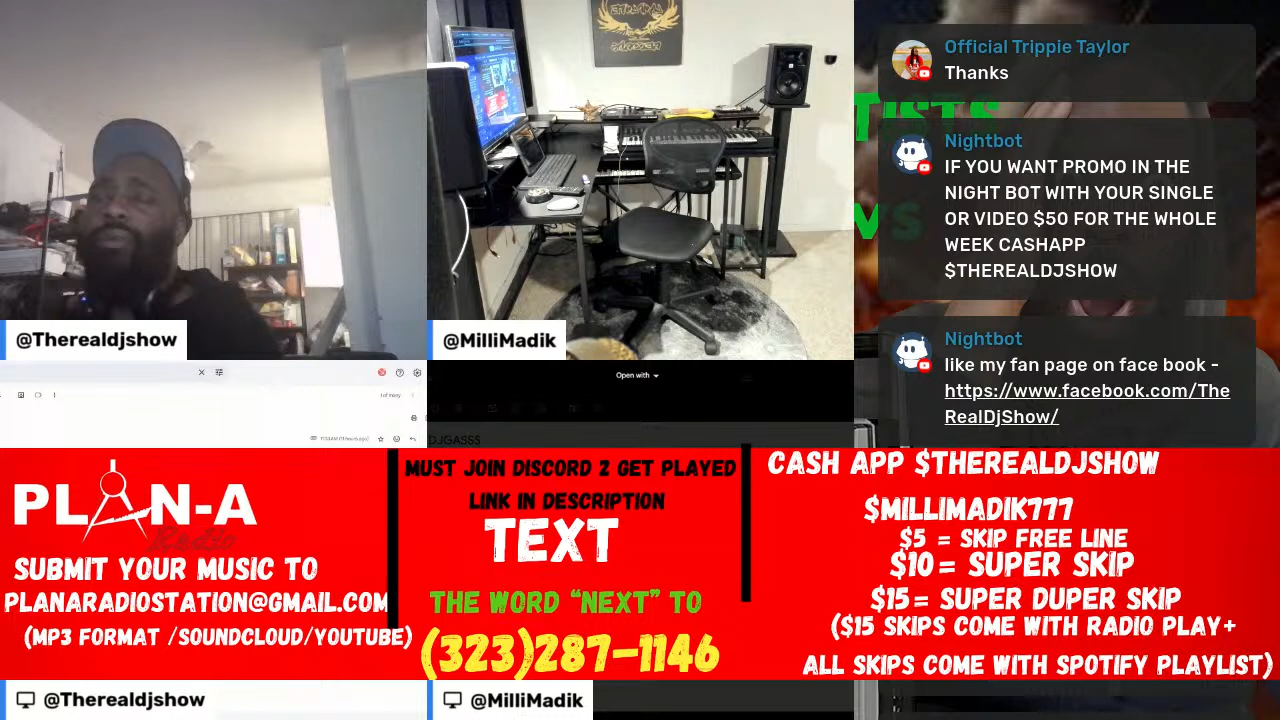 @Therealdjshow
@MilliMadik
Official Trippie Taylor
Thanks
Nightbot
IF YOU WANT PROMO IN THE
NIGHT BOT WITH YOUR SINGLE
OR VIDEO $50 FOR THE WHOLE
WEEK CASHAPP
$THEREALDJSHOW
Nightbot
like my fan page on face book -
https://www.facebook.com/The
RealDjShow/
Open with
1 of many
DJGASSS
PLAN-A
Radio
SUBMIT YOUR MUSIC TO
PLANARADIOSTATION@GMAIL.COM
(MP3 FORMAT /SOUNDCLOUD/YOUTUBE)
MUST JOIN DISCORD 2 GET PLAYED
LINK IN DESCRIPTION
TEXT
THE WORD “NEXT” TO
(323)287-1146
CASH APP $THEREALDJSHOW
$MILLIMADIK777
$5 = SKIP FREE LINE
$10 = SUPER SKIP
$15 = SUPER DUPER SKIP
($15 SKIPS COME WITH RADIO PLAY+
ALL SKIPS COME WITH SPOTIFY PLAYLIST)
@Therealdjshow
@MilliMadik